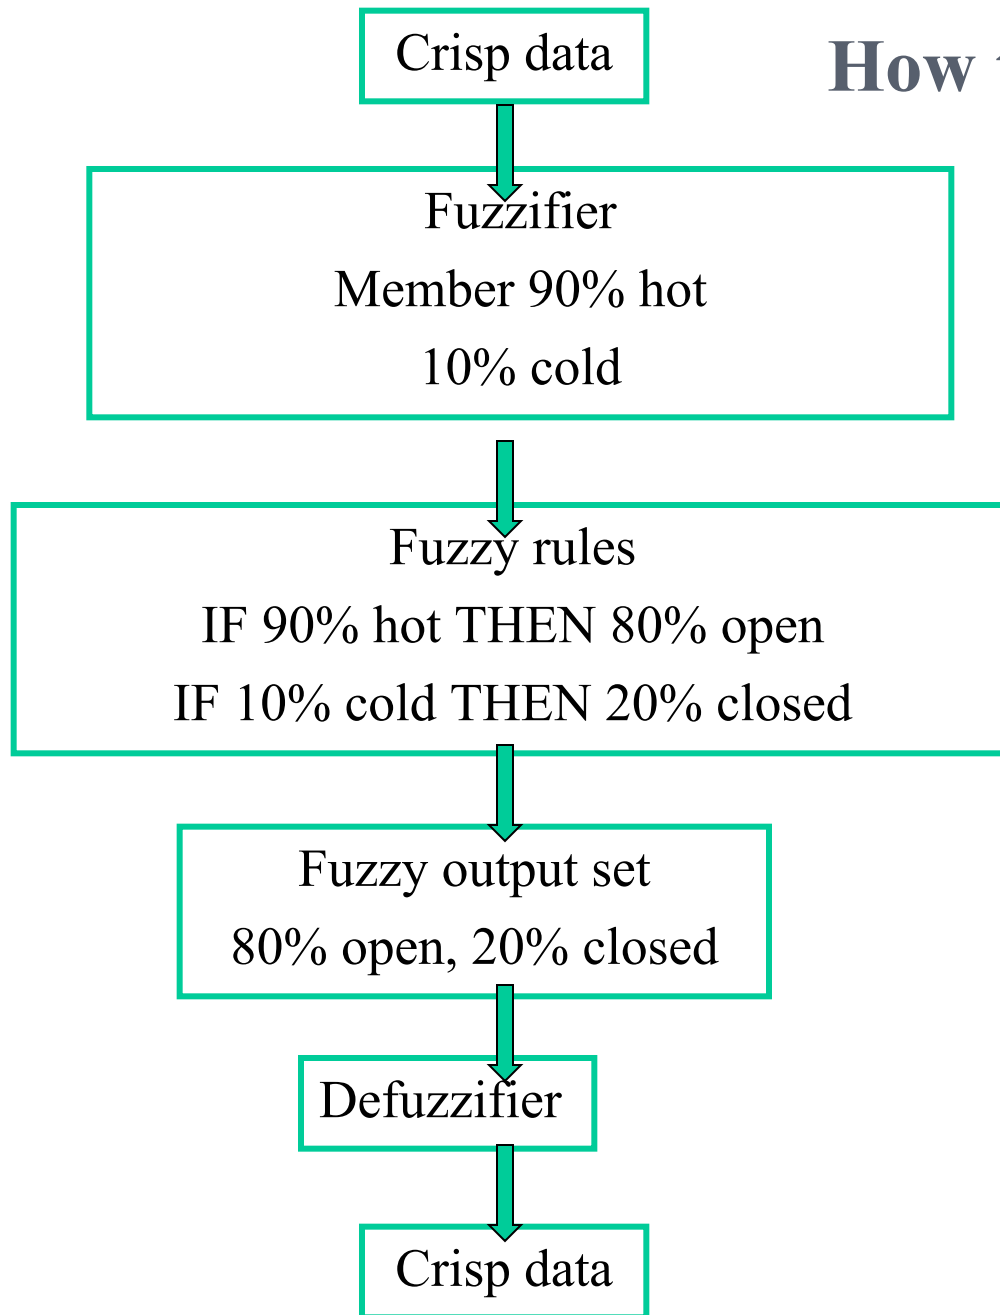 How
Crisp data
Fuzzifier
Member 90% hot
10% cold
Fuzzy rules
IF 90% hot THEN 80% open
IF 10% cold THEN 20% closed
Fuzzy output set
80% open, 20% closed
Defuzzifier
Crisp data